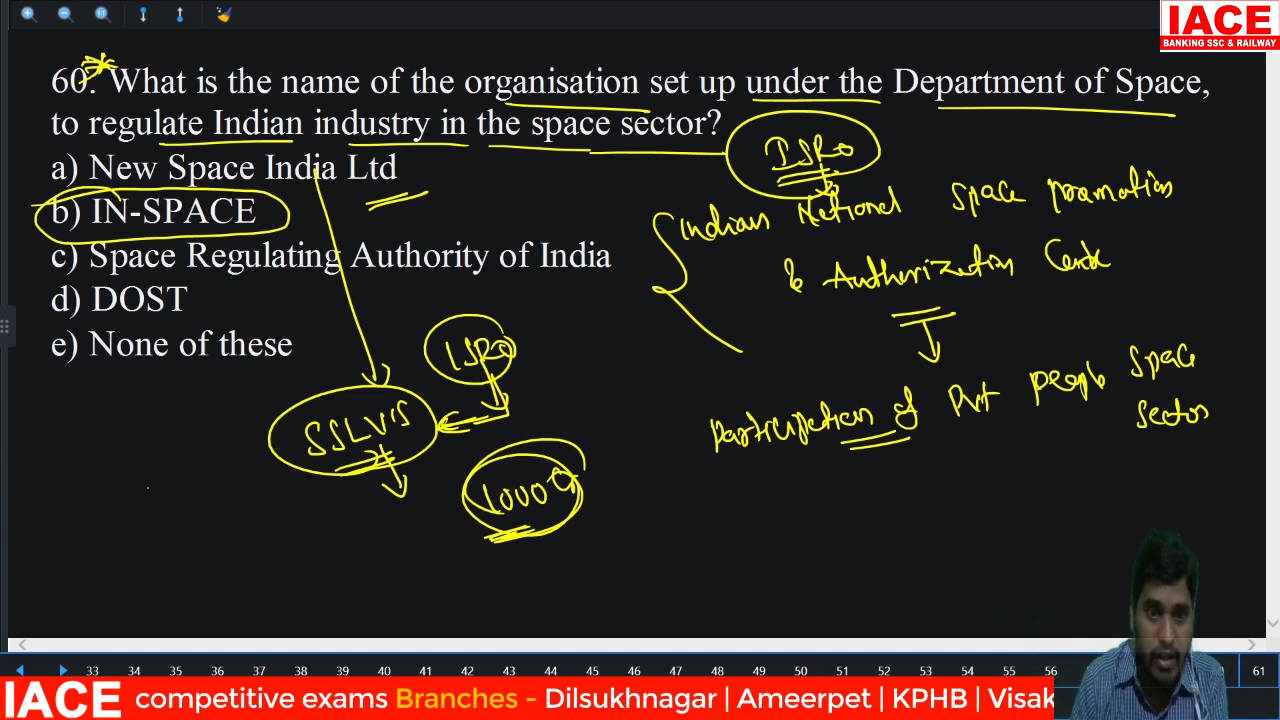 IACE
BANKING SSC & RAILWAY
60. What is the name of the organisation set up under the Department of Space,
to regulate Indian industry in the space sector?
ISRO
a) New Space India Ltd
Indian National Space promotion
b) IN-SPACE
c) Space Regulating Authority of India
& Authorization
d) DOST
e) None of these
ISRO
SSLV'S
participation of Pvt people Space
sector
1000
33 34 35 36 37 38 39 40 41 42 43 44 45 46 47 48 49 50 51 52 53 54 55 56 61
IACE competitive exams Branches - Dilsukhnagar | Ameerpet | KPHB | Visak